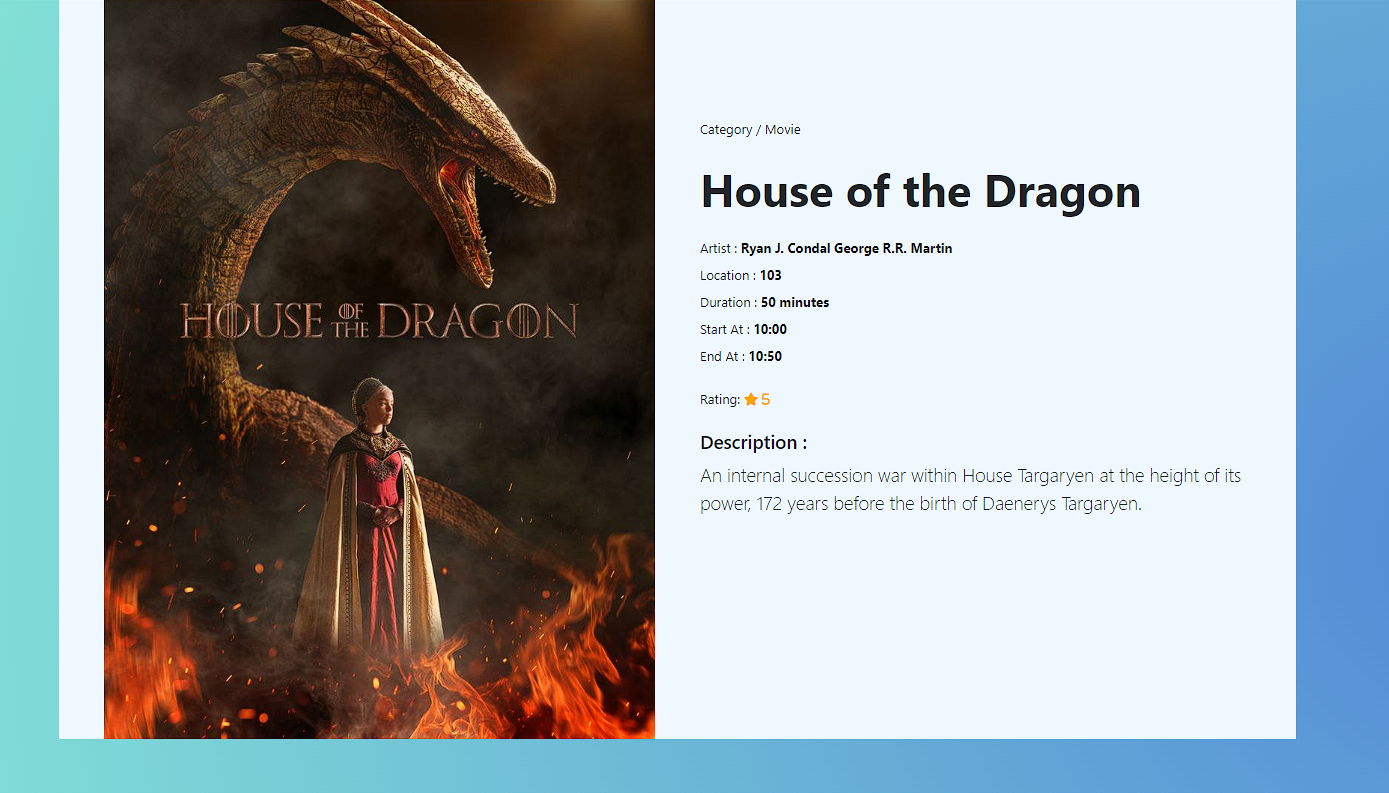 HOUSE OF THE DRAGON
Category / Movie
House of the Dragon
Artist : Ryan J. Condal George R.R. Martin
Location : 103
Duration : 50 minutes
Start At : 10:00
End At : 10:50
Rating: 5
Description :
An internal succession war within House Targaryen at the height of its
power, 172 years before the birth of Daenerys Targaryen.